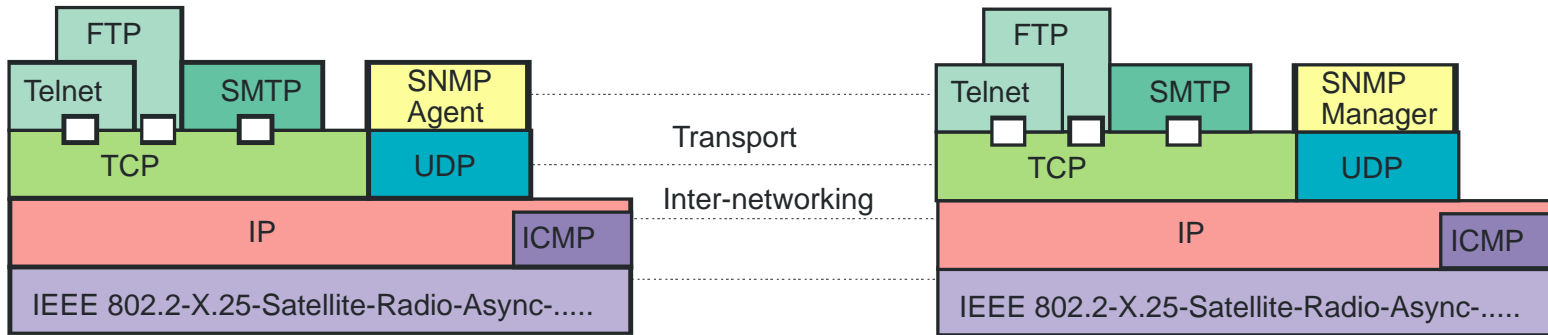 FTP
Telnet
SMTP
SNMP
Agent
TCP
UDP
IP
ICMP
IEEE 802.2-X.25-Satellite-Radio-Async-.....
Transport
Inter-networking
FTP
Telnet
SMTP
SNMP
Manager
TCP
UDP
IP
ICMP
IEEE 802.2-X.25-Satellite-Radio-Async-.....